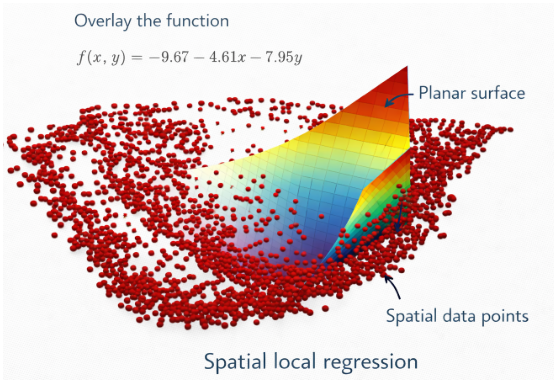 Overlay the function
f(x, y) = −9.67 − 4.61x − 7.95y
Planar surface
Spatial data points
Spatial local regression